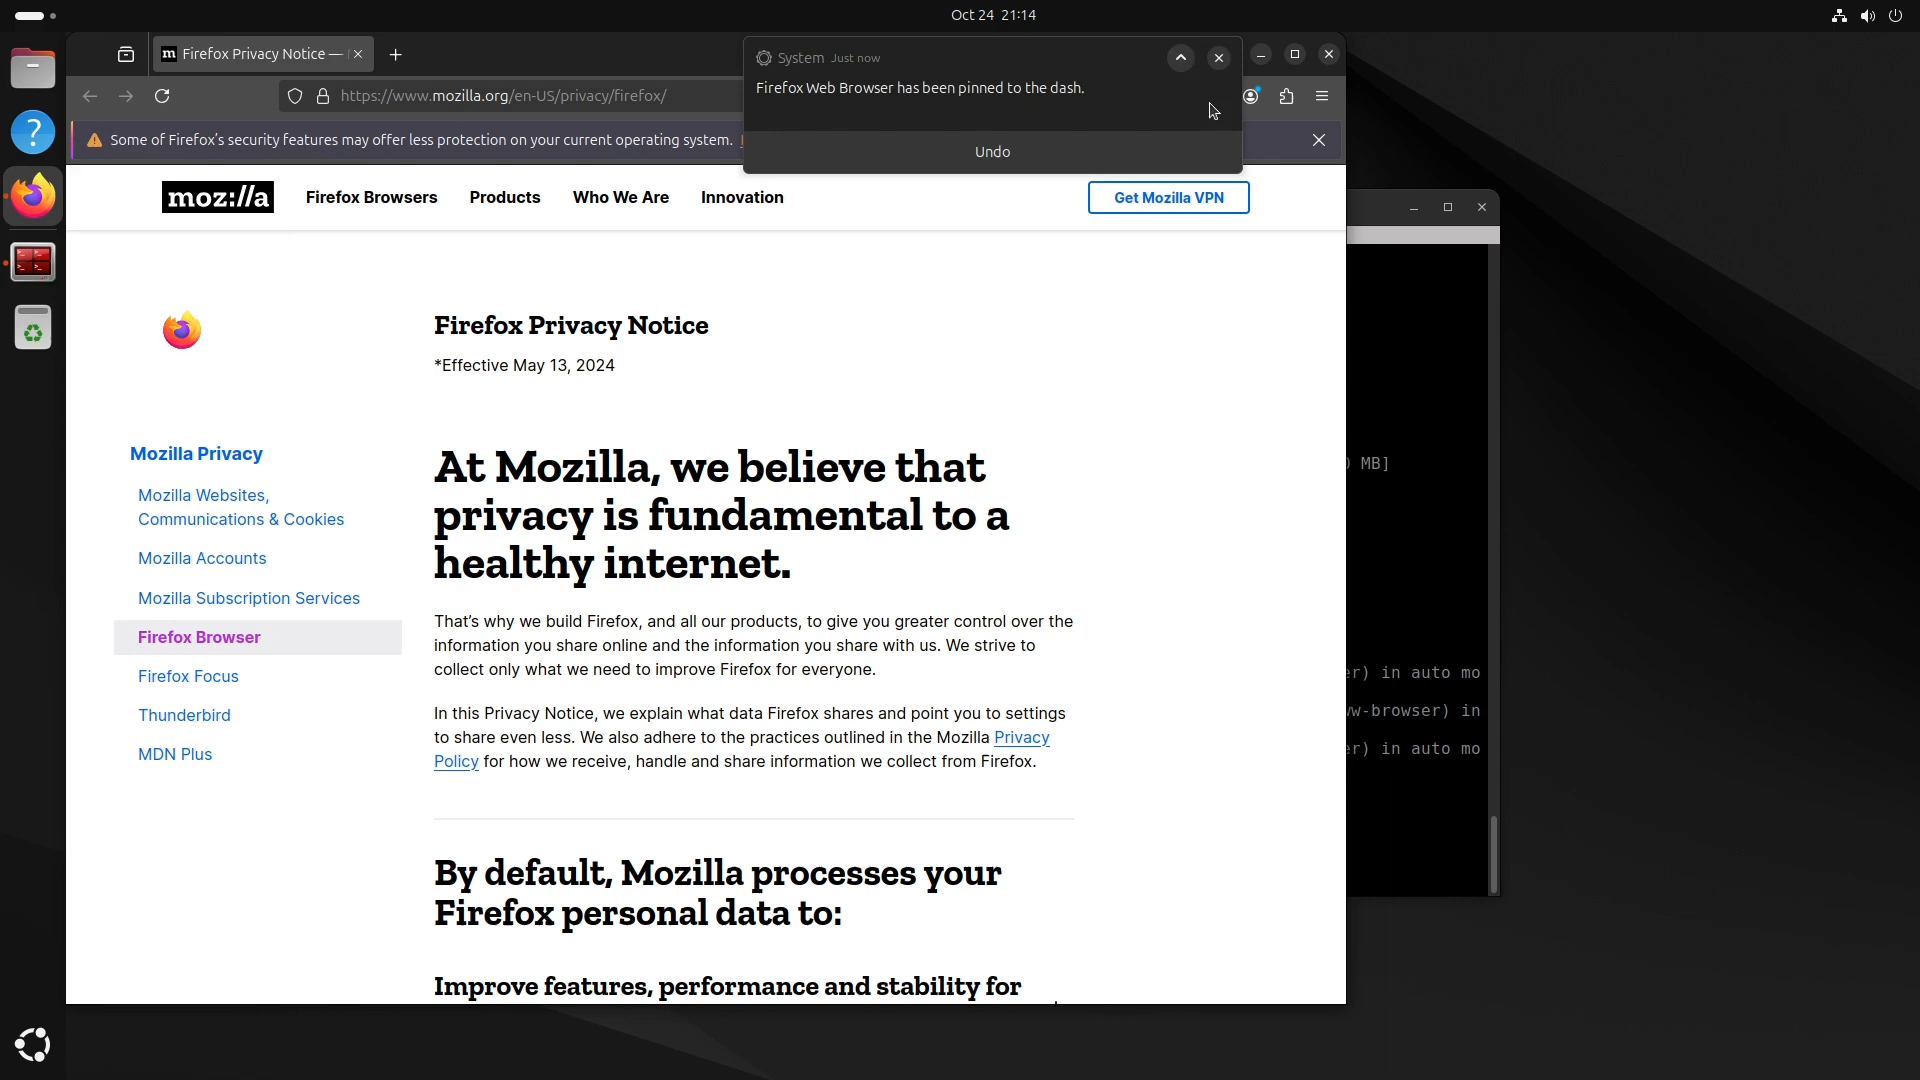 Oct 24 21:14
Firefox Privacy Notice —
System Just now
Firefox Web Browser has been pinned to the dash.
Undo
https://www.mozilla.org/en-US/privacy/firefox/
Some of Firefox's security features may offer less protection on your current operating system.
moz://a
Firefox Browsers
Products
Who We Are
Innovation
Get Mozilla VPN
Firefox Privacy Notice
*Effective May 13, 2024
Mozilla Privacy
Mozilla Websites,
Communications & Cookies
Mozilla Accounts
Mozilla Subscription Services
Firefox Browser
Firefox Focus
Thunderbird
MDN Plus
At Mozilla, we believe that
privacy is fundamental to a
healthy internet.
That's why we build Firefox, and all our products, to give you greater control over the
information you share online and the information you share with us. We strive to
collect only what we need to improve Firefox for everyone.
In this Privacy Notice, we explain what data Firefox shares and point you to settings
to share even less. We also adhere to the practices outlined in the Mozilla Privacy
Policy for how we receive, handle and share information we collect from Firefox.
By default, Mozilla processes your
Firefox personal data to:
Improve features, performance and stability for
MB]
er) in auto mo
w-browser) in
er) in auto mo